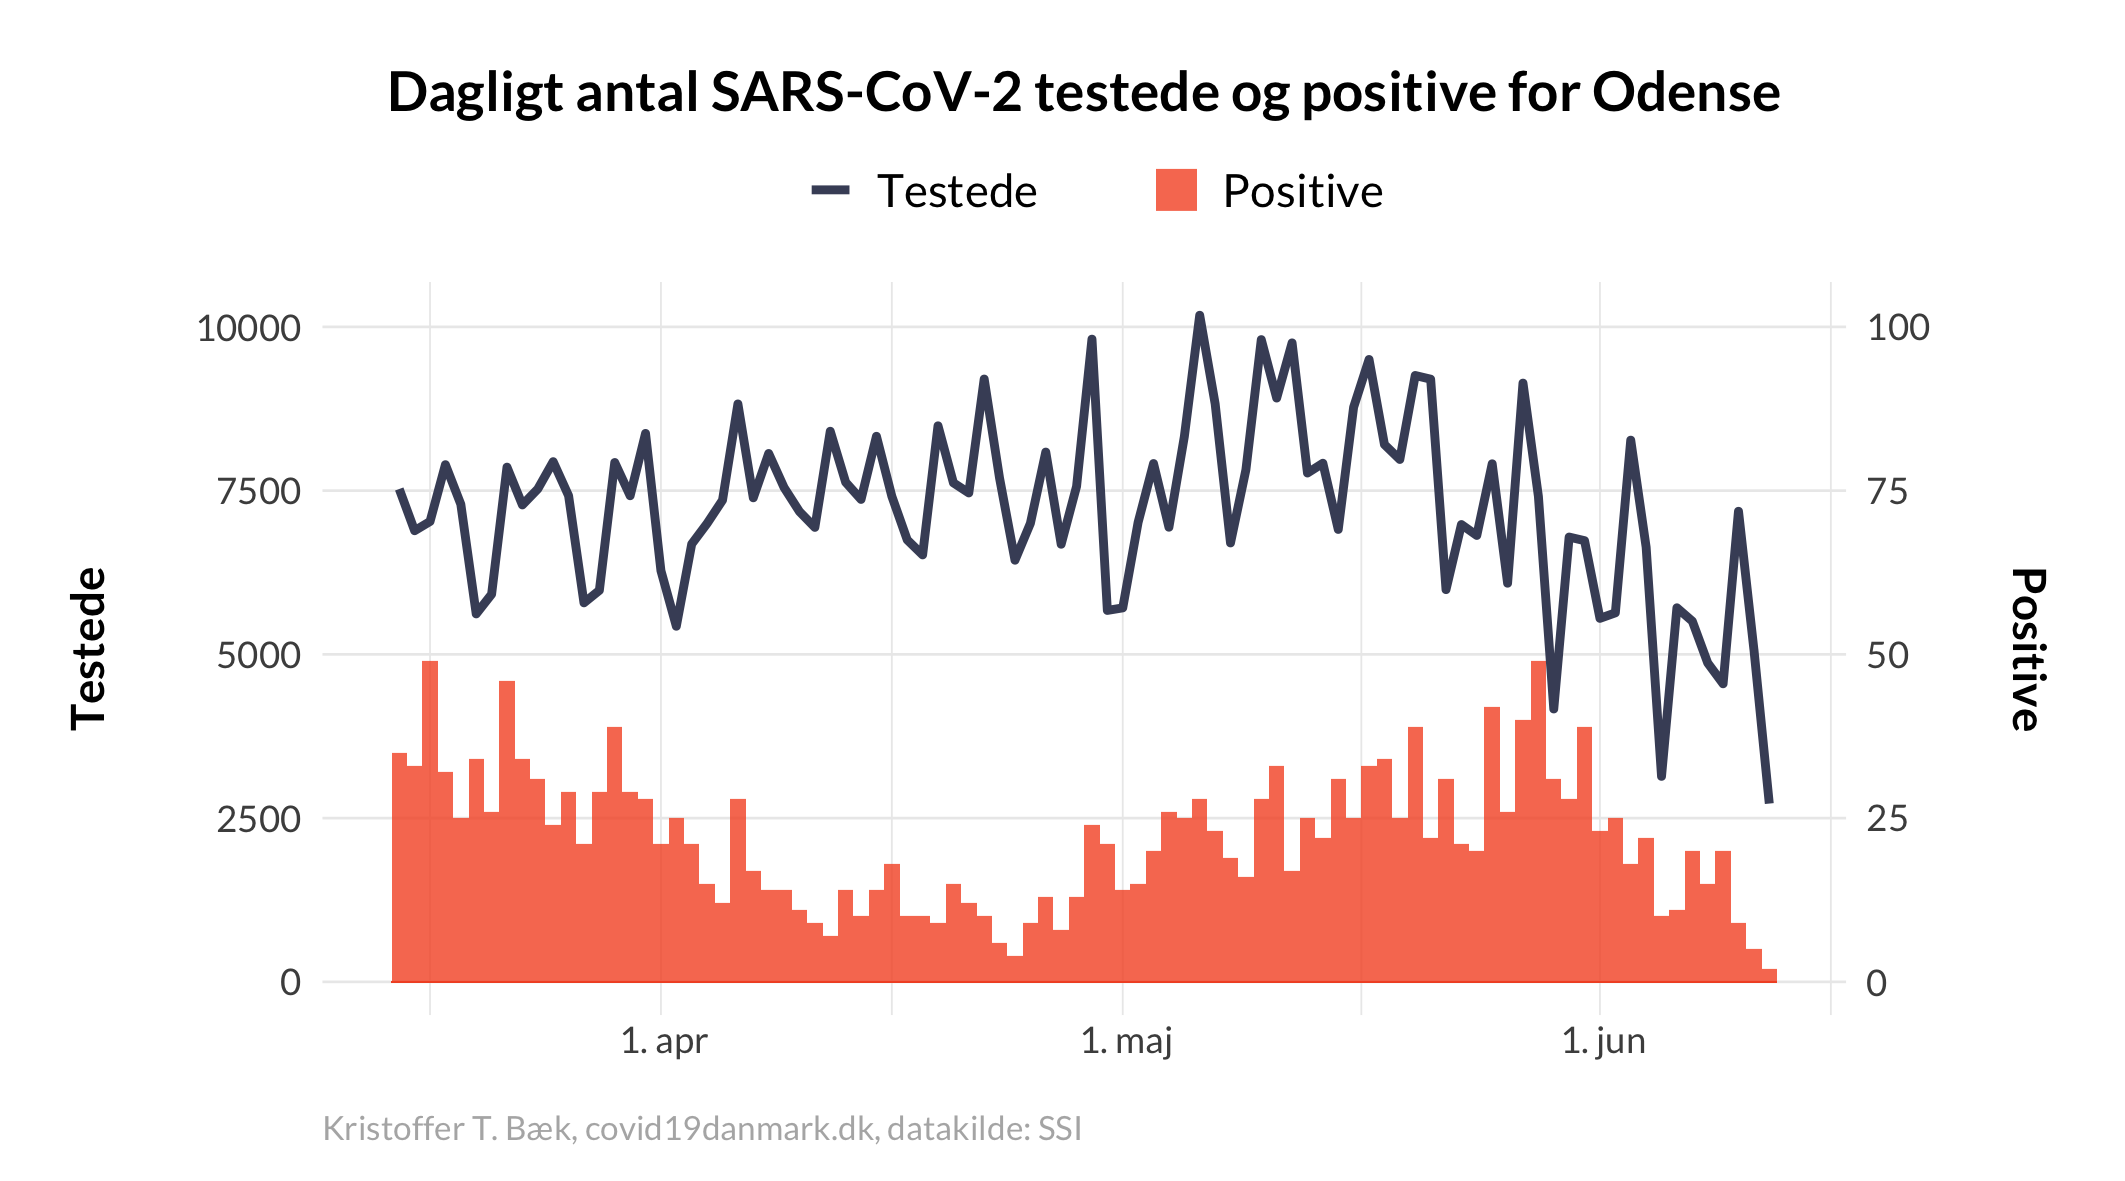 Dagligt antal SARS-CoV-2 testede og positive for Odense
Testede
Positive
10000
7500
5000
2500
0
100
75
50
25
0
Testede
Positive
1. apr
1. maj
1. jun
Kristoffer T. Bæk, covid19danmark.dk, datakilde: SSI